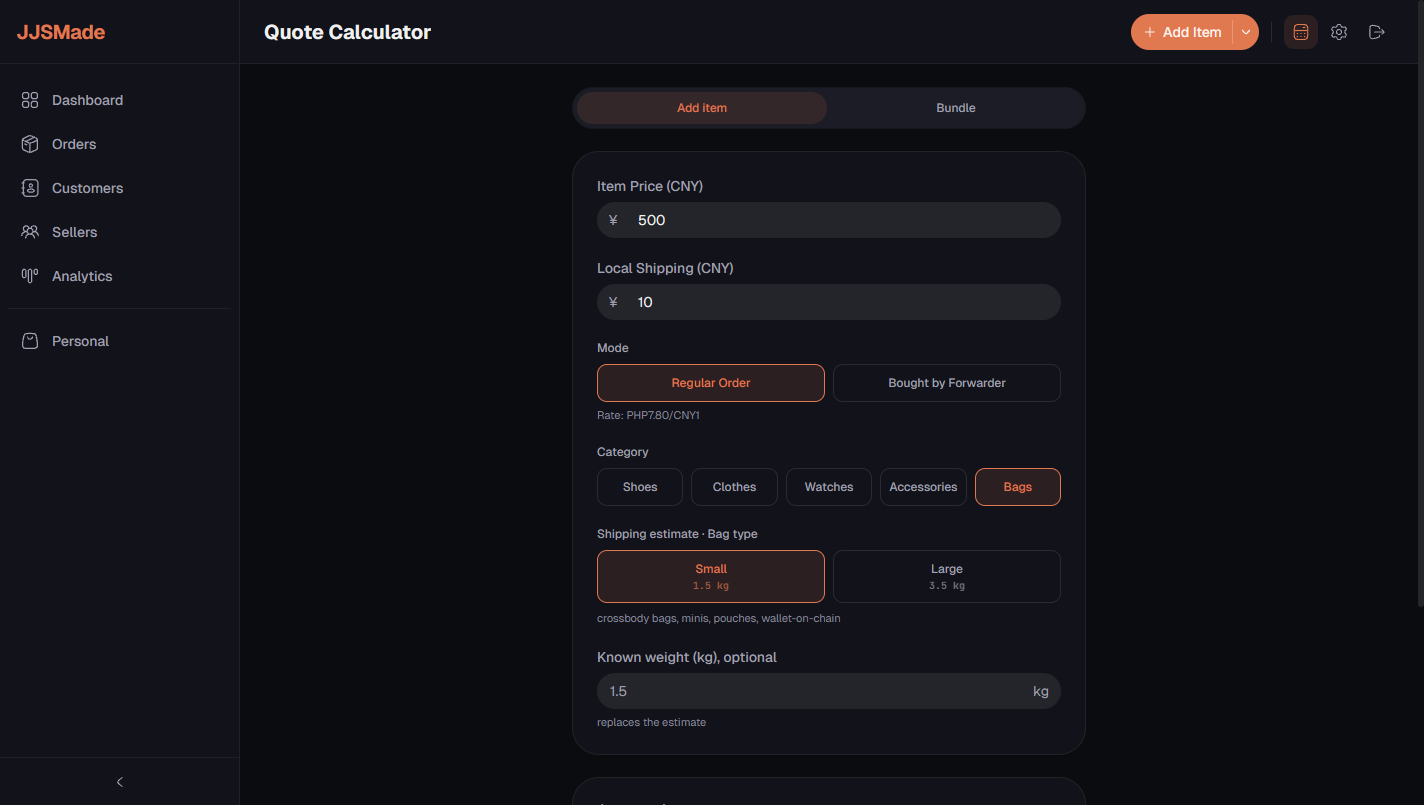 JJSMade
Quote Calculator
Add Item
Dashboard
Orders
Customers
Sellers
Analytics
Personal
Add item
Bundle
Item Price (CNY)
¥ 500
Local Shipping (CNY)
¥ 10
Mode
Regular Order
Bought by Forwarder
Rate: PHP7.80/CNY1
Category
Shoes
Clothes
Watches
Accessories
Bags
Shipping estimate · Bag type
Small
1.5 kg
Large
3.5 kg
crossbody bags, minis, pouches, wallet-on-chain
Known weight (kg), optional
1.5 kg
replaces the estimate